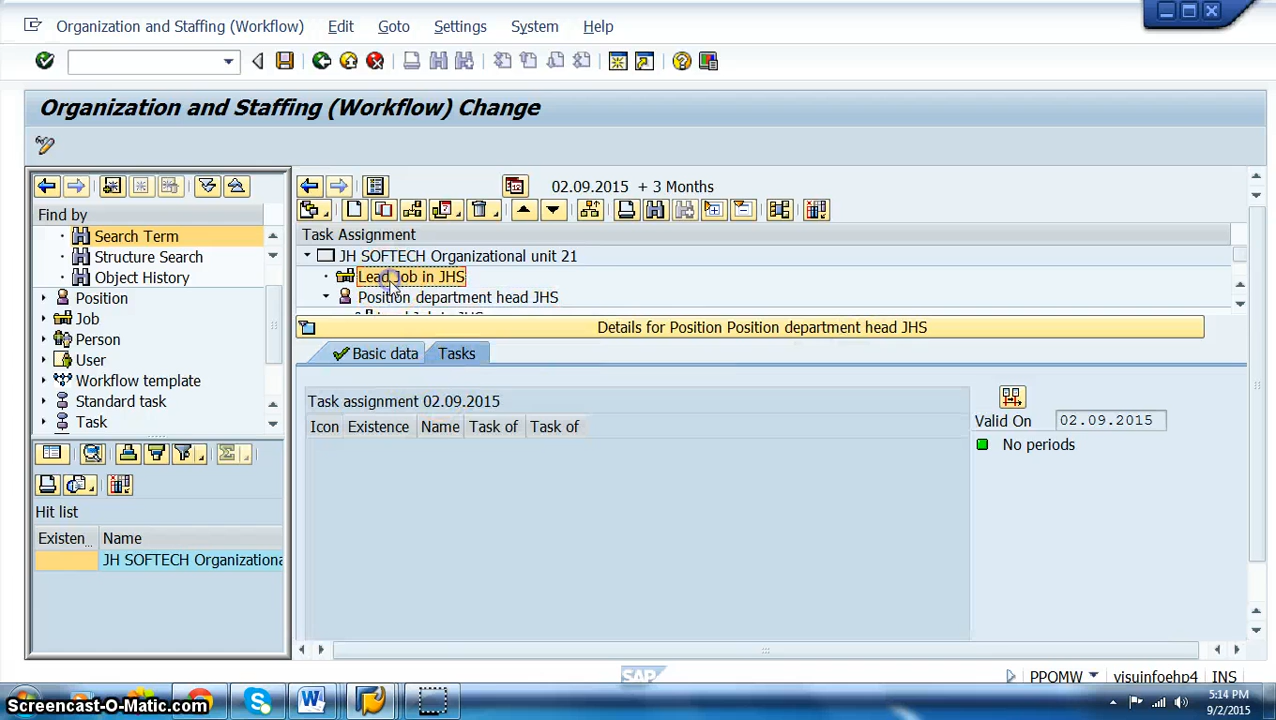 Organization and Staffing (Workflow) Edit Goto Settings System Help
Organization and Staffing (Workflow) Change
02.09.2015 + 3 Months
Find by
Search Term
Structure Search
Object History
Position
Job
Person
User
Workflow template
Standard task
Task
Task Assignment
JH SOFTECH Organizational unit 21
Lead Job in JHS
Position department head JHS
Details for Position Position department head JHS
Basic data Tasks
Task assignment 02.09.2015
Icon Existence Name Task of Task of
Valid On 02.09.2015
No periods
Hit list
Existen... Name
JH SOFTECH Organizationa
SAP
PPOMW visuinfoehp4 INS
Screencast-O-Matic.com
5:14 PM
9/2/2015